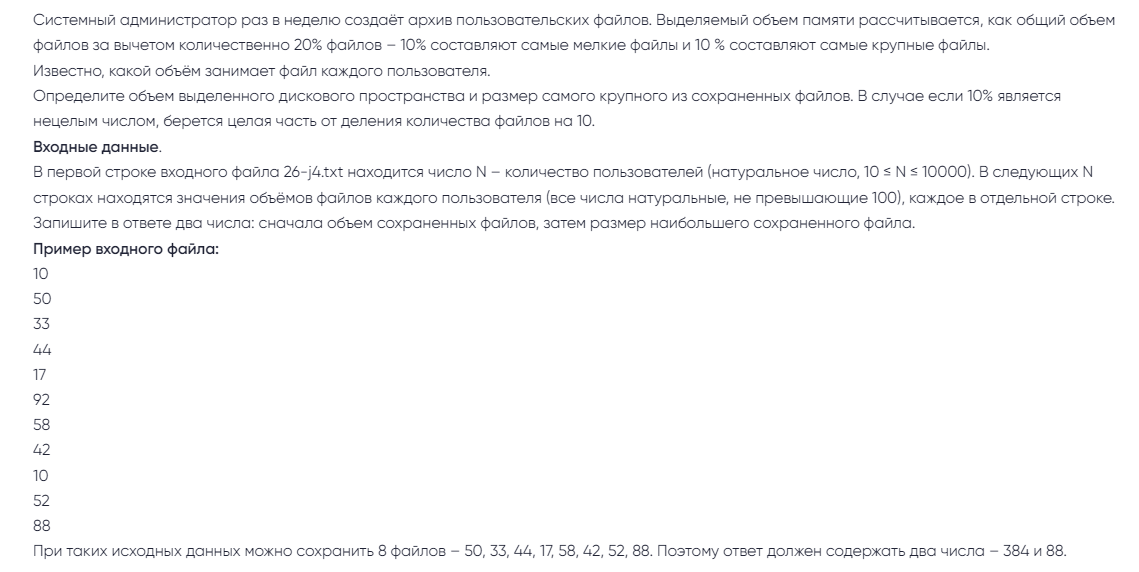 Системный администратор раз в неделю создаёт архив пользовательских файлов. Выделяемый объем памяти рассчитывается, как общий объем
файлов за вычетом количественно 20% файлов – 10% составляют самые мелкие файлы и 10 % составляют самые крупные файлы.
Известно, какой объём занимает файл каждого пользователя.
Определите объем выделенного дискового пространства и размер самого крупного из сохраненных файлов. В случае если 10% является
нецелым числом, берется целая часть от деления количества файлов на 10.
Входные данные.
В первой строке входного файла 26-j4.txt находится число N – количество пользователей (натуральное число, 10 ≤ N ≤ 10000). В следующих N
строках находятся значения объёмов файлов каждого пользователя (все числа натуральные, не превышающие 100), каждое в отдельной строке.
Запишите в ответе два числа: сначала объем сохраненных файлов, затем размер наибольшего сохраненного файла.
Пример входного файла:
10
50
33
44
17
92
58
42
10
52
88
При таких исходных данных можно сохранить 8 файлов – 50, 33, 44, 17, 58, 42, 52, 88. Поэтому ответ должен содержать два числа – 384 и 88.